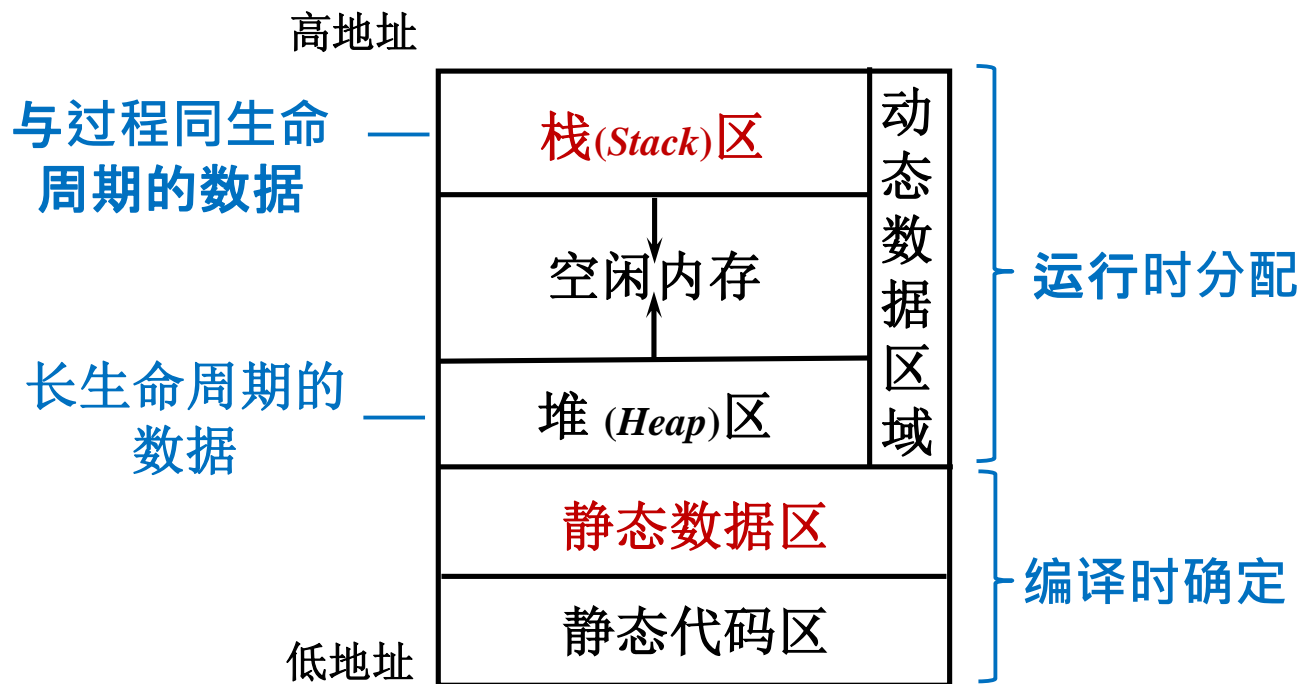 高地址
与过程同生命
周期的数据
栈(Stack)区
空闲内存
动态数据区域
运行时分配
长生命周期的
数据
堆 (Heap)区
静态数据区
编译时确定
静态代码区
低地址